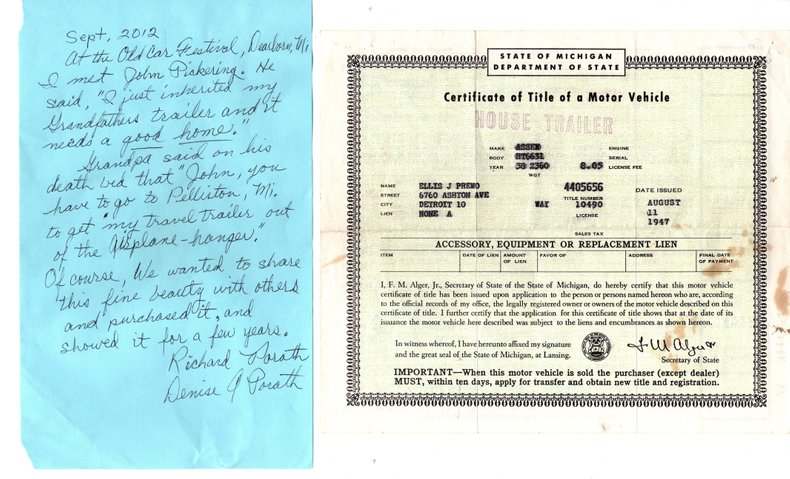 Sept, 2012
At the Old Car Festival, Dearborn, Mi.
I met John Pickering. He
said, "I just inherited my
Grandfathers trailer and it
needs a good home."
Grandpa said on his
death bed that "John, you
have to go to Pellston, Mi.
to get my travel trailer out
of the Airplane-hanger."
Of course, We wanted to share
this fine beauty with others
and purchased it, and
showed it for a few years.
Richard Porath
Denise J Porath
STATE OF MICHIGAN
DEPARTMENT OF STATE
Certificate of Title of a Motor Vehicle
HOUSE TRAILER
MAKE ASSEM ENGINE
BODY HT6631 SERIAL
YEAR 39 2360 8.05 LICENSE FEE
WGT
NAME ELLIS J PREMO 4405656 DATE ISSUED
STREET 6760 ASHTON AVE TITLE NUMBER
CITY DETROIT 10 WAY 10490 AUGUST
LIEN NONE A LICENSE 11
1947
SALES TAX
ACCESSORY, EQUIPMENT OR REPLACEMENT LIEN
ITEM DATE OF LIEN AMOUNT OF LIEN FAVOR OF ADDRESS FINAL DATE OF PAYMENT
I, F. M. Alger, Jr., Secretary of State of the State of Michigan, do hereby certify that this motor vehicle
certificate of title has been issued upon application to the person or persons named hereon who are, according
to the official records of my office, the legally registered owner or owners of the motor vehicle described on this
certificate of title. I further certify that the application for this certificate of title shows that at the date of its
issuance the motor vehicle here described was subject to the liens and encumbrances as shown hereon.
In witness whereof, I have hereunto affixed my signature
and the great seal of the State of Michigan, at Lansing.
F M Alger Jr
Secretary of State
IMPORTANT—When this motor vehicle is sold the purchaser (except dealer)
MUST, within ten days, apply for transfer and obtain new title and registration.